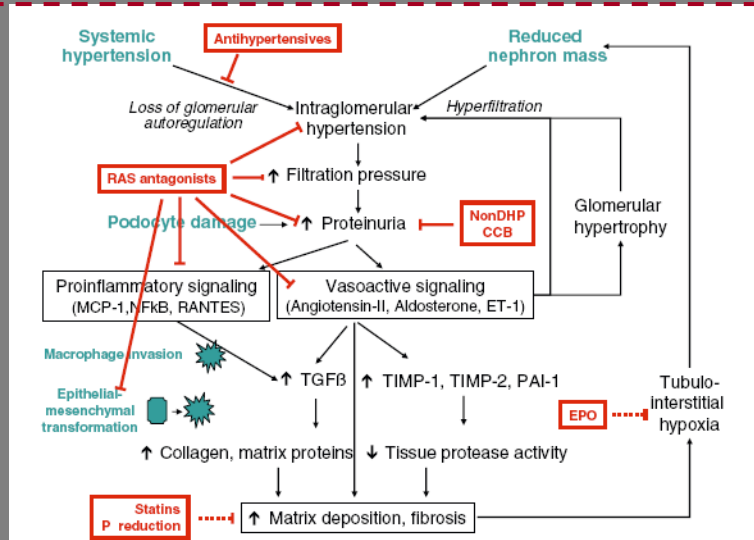 Systemic
hypertension
Antihypertensives
Reduced
nephron mass
Loss of glomerular
autoregulation
Intraglomerular
hypertension
Hyperfiltration
RAS antagonists
↑ Filtration pressure
Podocyte damage
↑ Proteinuria
NonDHP
CCB
Glomerular
hypertrophy
Proinflammatory signaling
(MCP-1,NFkB, RANTES)
Vasoactive signaling
(Angiotensin-II, Aldosterone, ET-1)
Macrophage invasion
Epithelial-
mesenchymal
transformation
↑ TGFß
↑ TIMP-1, TIMP-2, PAI-1
EPO
Tubulo-
interstitial
hypoxia
↑ Collagen, matrix proteins
↓ Tissue protease activity
Statins
P reduction
↑ Matrix deposition, fibrosis